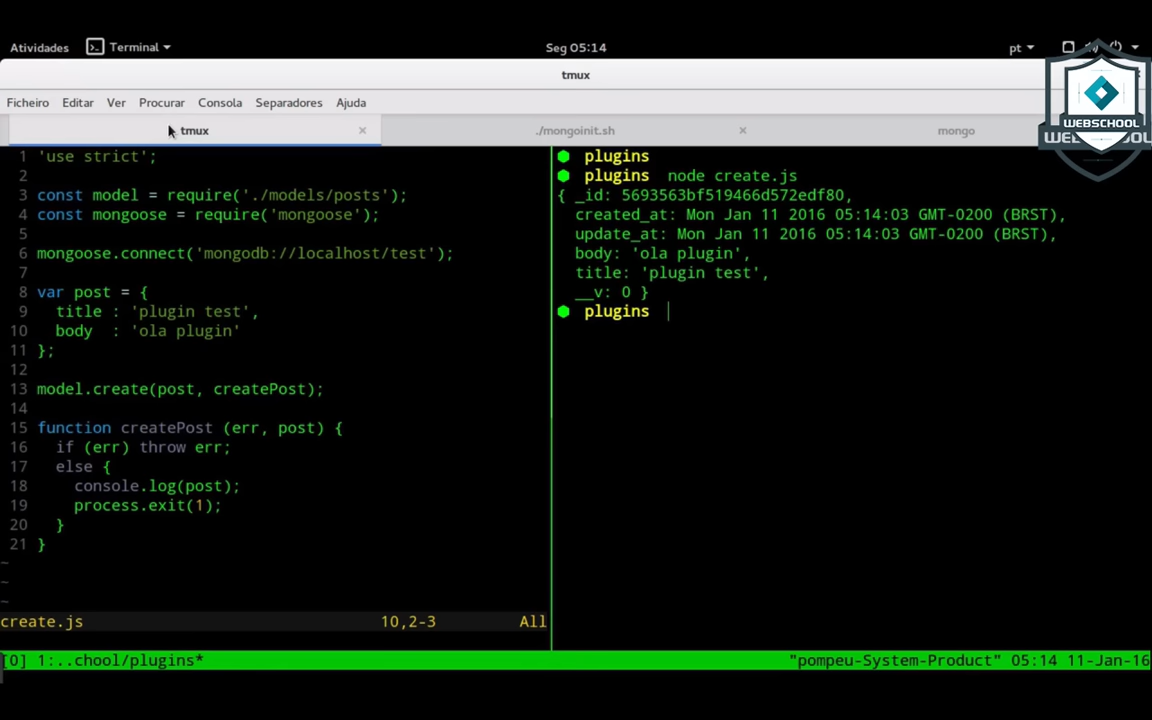 Atividades Terminal Seg 05:14 pt
tmux
Ficheiro Editar Ver Procurar Consola Separadores Ajuda
tmux × ./mongoinit.sh × mongo
WEBSCHOOL
1 'use strict';
2
3 const model = require('./models/posts');
4 const mongoose = require('mongoose');
5
6 mongoose.connect('mongodb://localhost/test');
7
8 var post = {
9 title : 'plugin test',
10 body : 'ola plugin'
11 };
12
13 model.create(post, createPost);
14
15 function createPost (err, post) {
16 if (err) throw err;
17 else {
18 console.log(post);
19 process.exit(1);
20 }
21 }
~
~
~
create.js 10,2-3 All
plugins
plugins node create.js
{ _id: 5693563bf519466d572edf80,
created_at: Mon Jan 11 2016 05:14:03 GMT-0200 (BRST),
update_at: Mon Jan 11 2016 05:14:03 GMT-0200 (BRST),
body: 'ola plugin',
title: 'plugin test',
__v: 0 }
plugins
[0] 1:..chool/plugins* "pompeu-System-Product" 05:14 11-Jan-16